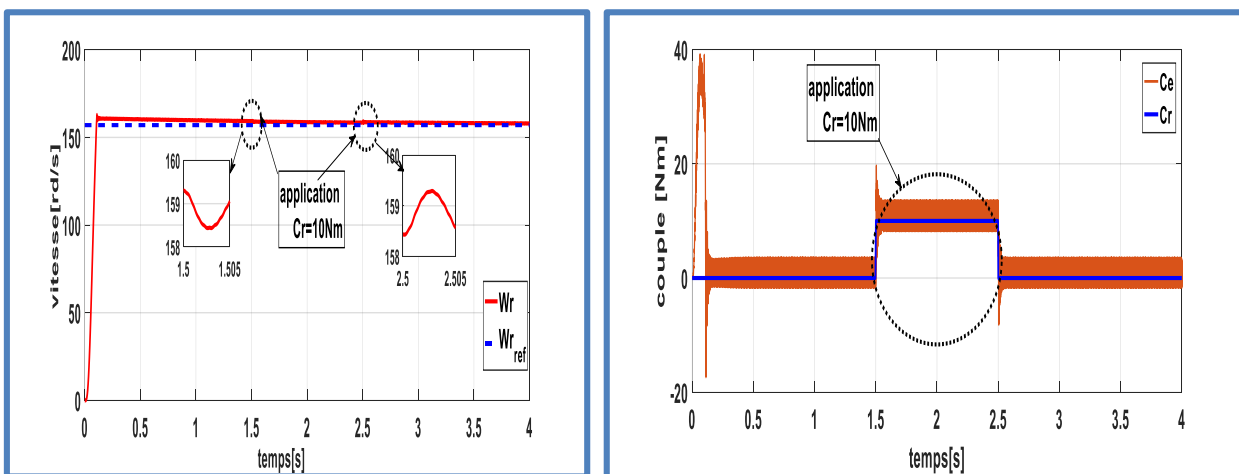 200
150
100
50
0
vitesse[rd/s]
160
159
158
1.5 1.505
application
Cr=10Nm
160
159
158
2.5 2.505
Wr
Wr_ref
0 0.5 1 1.5 2 2.5 3 3.5 4
temps[s]
40
20
0
-20
couple [Nm]
application
Cr=10Nm
Ce
Cr
0 0.5 1 1.5 2 2.5 3 3.5 4
temps[s]